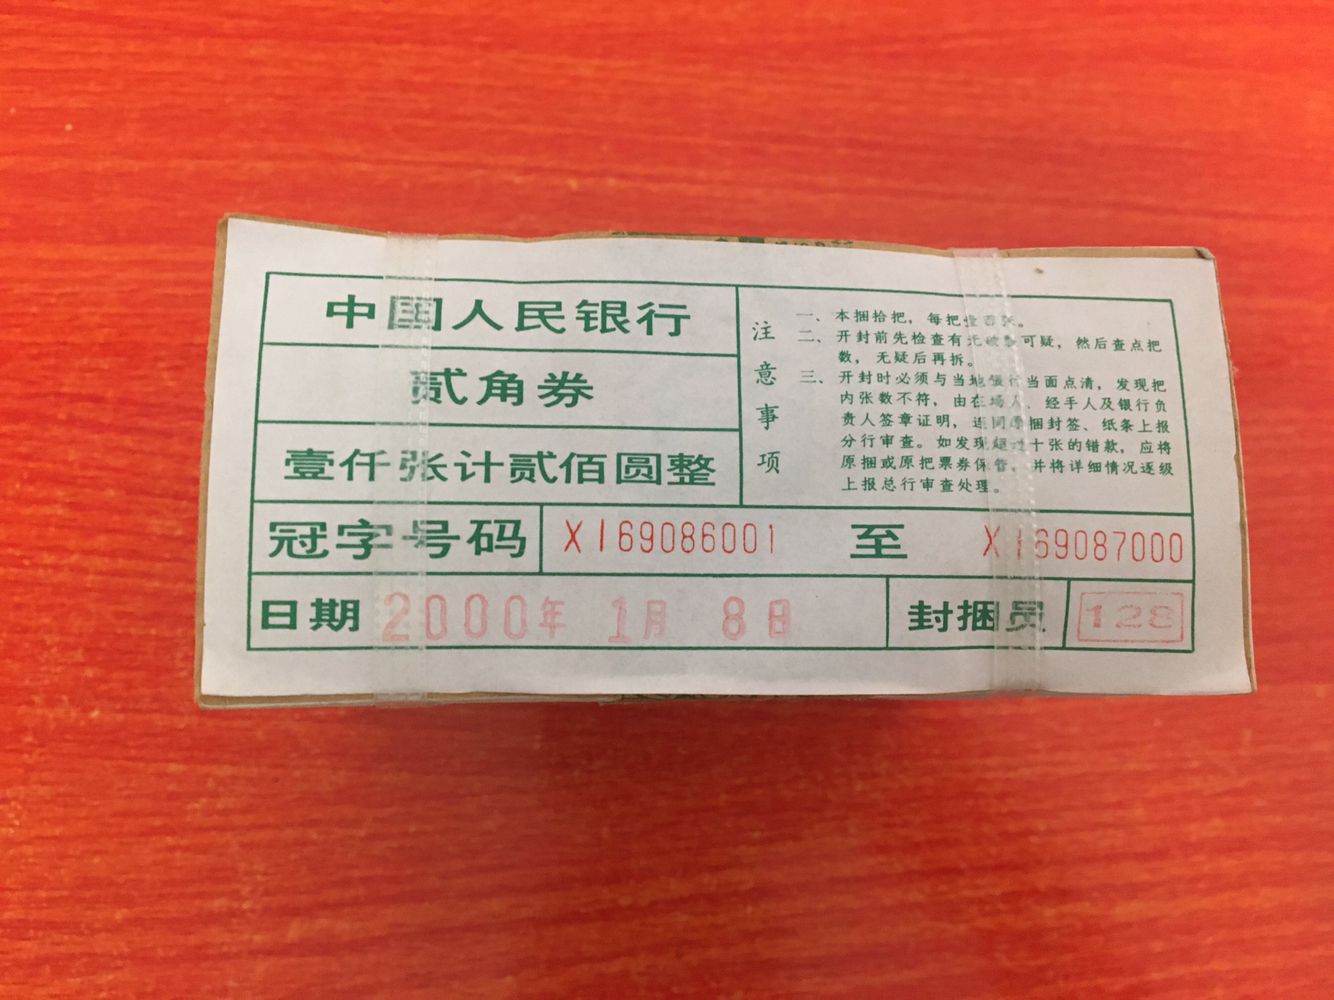 中国人民银行
贰角券
壹仟张计贰佰圆整
注意事项
一、本捆拾把，每把壹百张。
二、开封前先检查有无破裂可疑，然后查点把
数，无疑后再拆。
三、开封时必须与当地银行当面点清，发现把
内张数不符，由在场人、经手人及银行负
责人签章证明，连同原捆封签、纸条上报
分行审查。如发现超过十张的错款，应将
原捆或原把票券保管，并将详细情况逐级
上报总行审查处理。
冠字号码 XI69086001 至 XI69087000
日期 2000年 1月 8日 封捆员 128